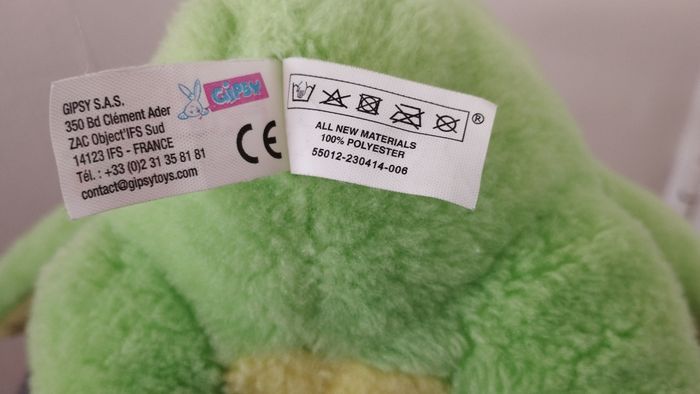 GIPSY S.A.S.
350 Bd Clément Ader
ZAC Object'IFS Sud
14123 IFS - FRANCE
Tél. : +33 (0)2 31 35 81 81
contact@gipsytoys.com
GiPSY
CE
®
ALL NEW MATERIALS
100% POLYESTER
55012-230414-006